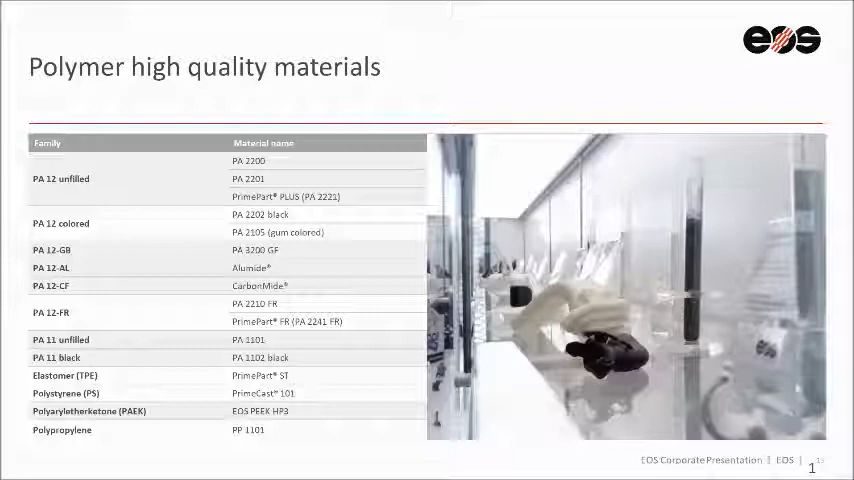 eos
Polymer high quality materials
Family Material name
PA 12 unfilled PA 2200
PA 2201
PrimePart® PLUS (PA 2221)
PA 12 colored PA 2202 black
PA 2105 (gum colored)
PA 12-GB PA 3200 GF
PA 12-AL Alumide®
PA 12-CF CarbonMide®
PA 12-FR PA 2210 FR
PrimePart® FR (PA 2241 FR)
PA 11 unfilled PA 1101
PA 11 black PA 1102 black
Elastomer (TPE) PrimePart® ST
Polystyrene (PS) PrimeCast® 101
Polyaryletherketone (PAEK) EOS PEEK HP3
Polypropylene PP 1101
eos
EOS Corporate Presentation | EOS | 1